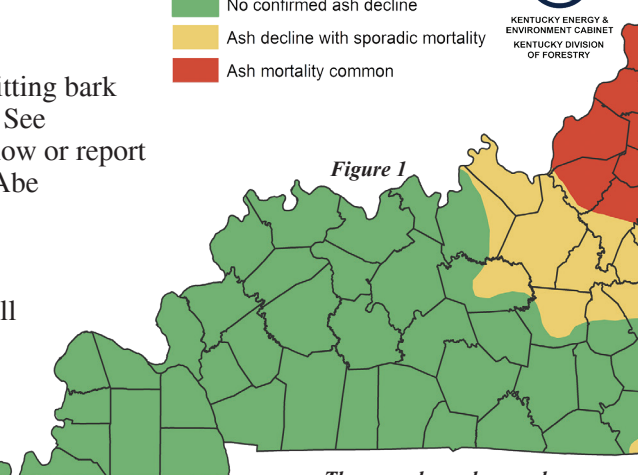 No confirmed ash decline
Ash decline with sporadic mortality
Ash mortality common
KENTUCKY ENERGY &
ENVIRONMENT CABINET
KENTUCKY DIVISION
OF FORESTRY
itting bark
See
low or report
Abe
ll
Figure 1